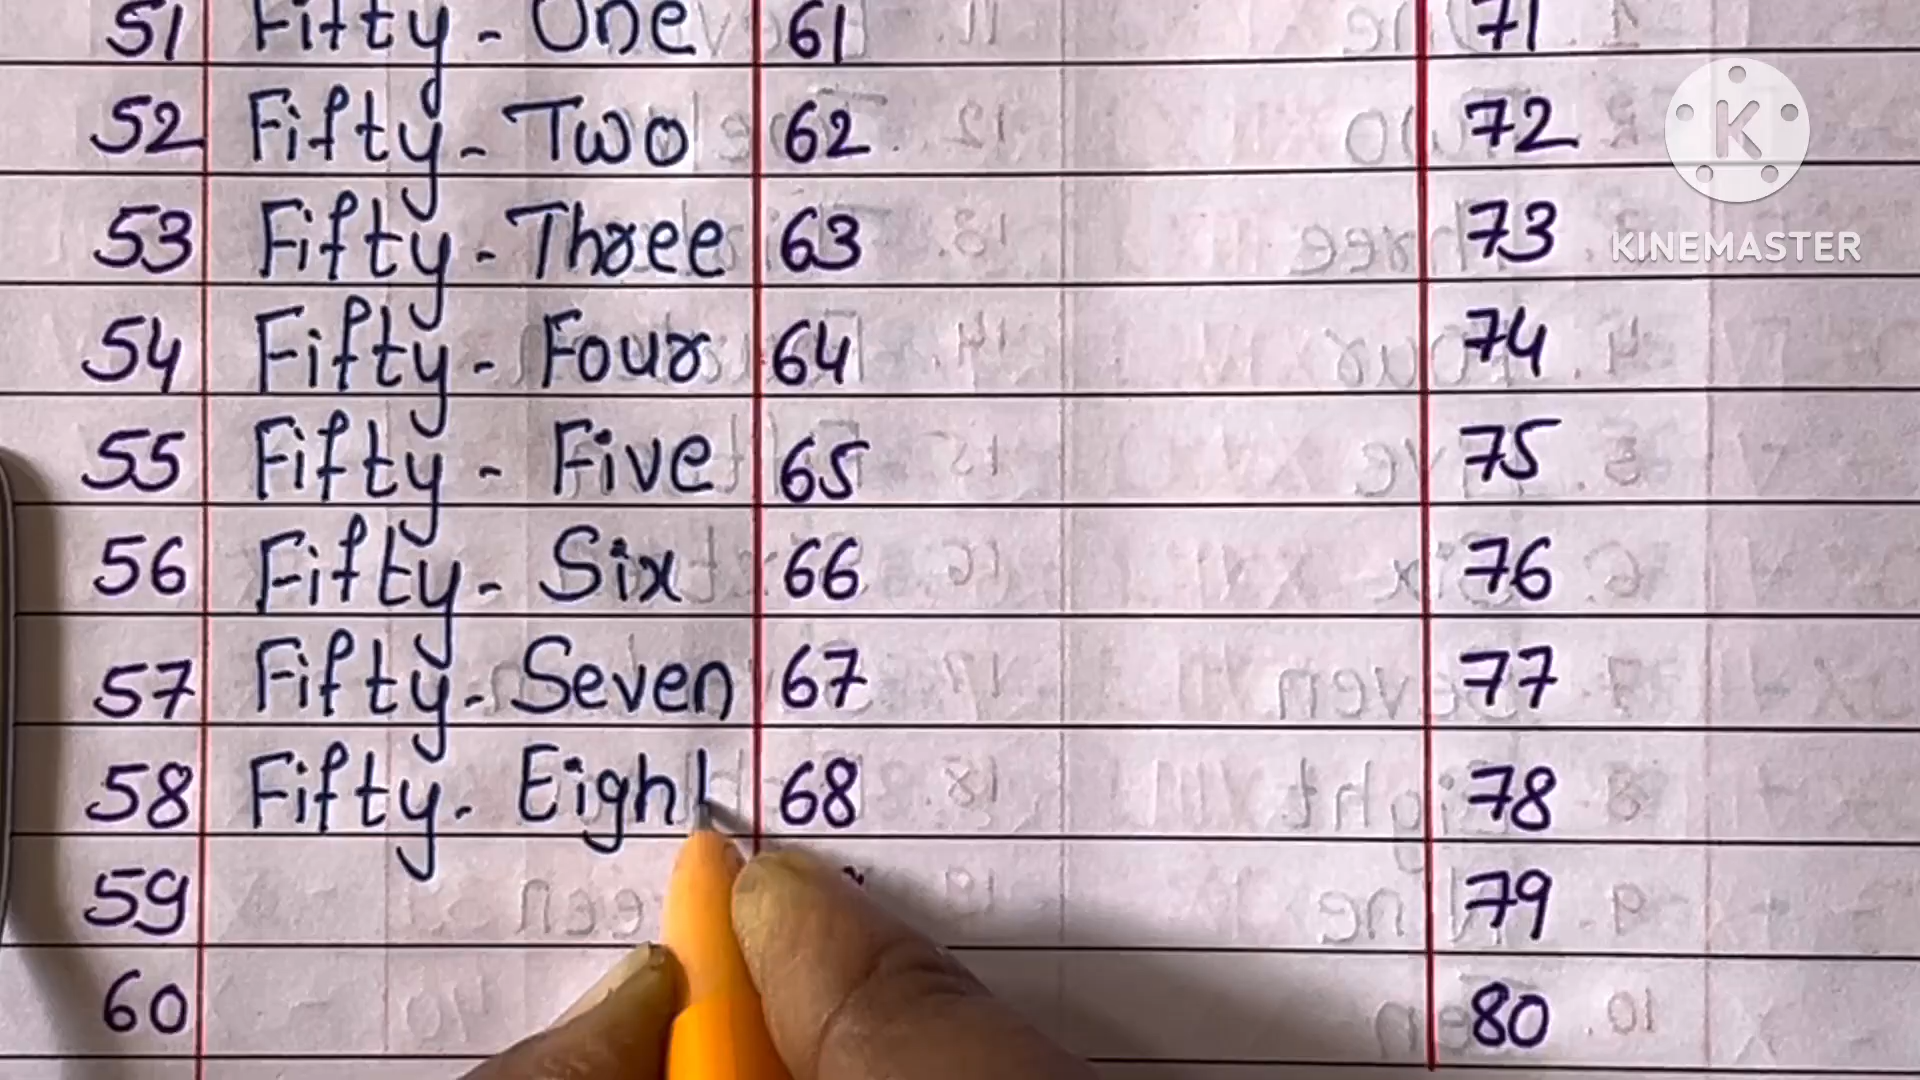 51 Fifty - One 61 71
52 Fifty - Two 62 72
53 Fifty - Three 63 73
54 Fifty - Four 64 74
55 Fifty - Five 65 75
56 Fifty - Six 66 76
57 Fifty - Seven 67 77
58 Fifty - Eight 68 78
59 79
60 80
KINEMASTER